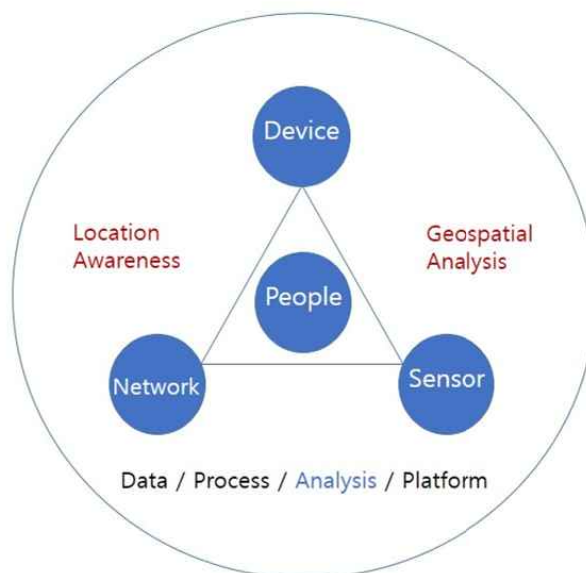 Device
Location
Awareness
Geospatial
Analysis
People
Network
Sensor
Data / Process / Analysis / Platform